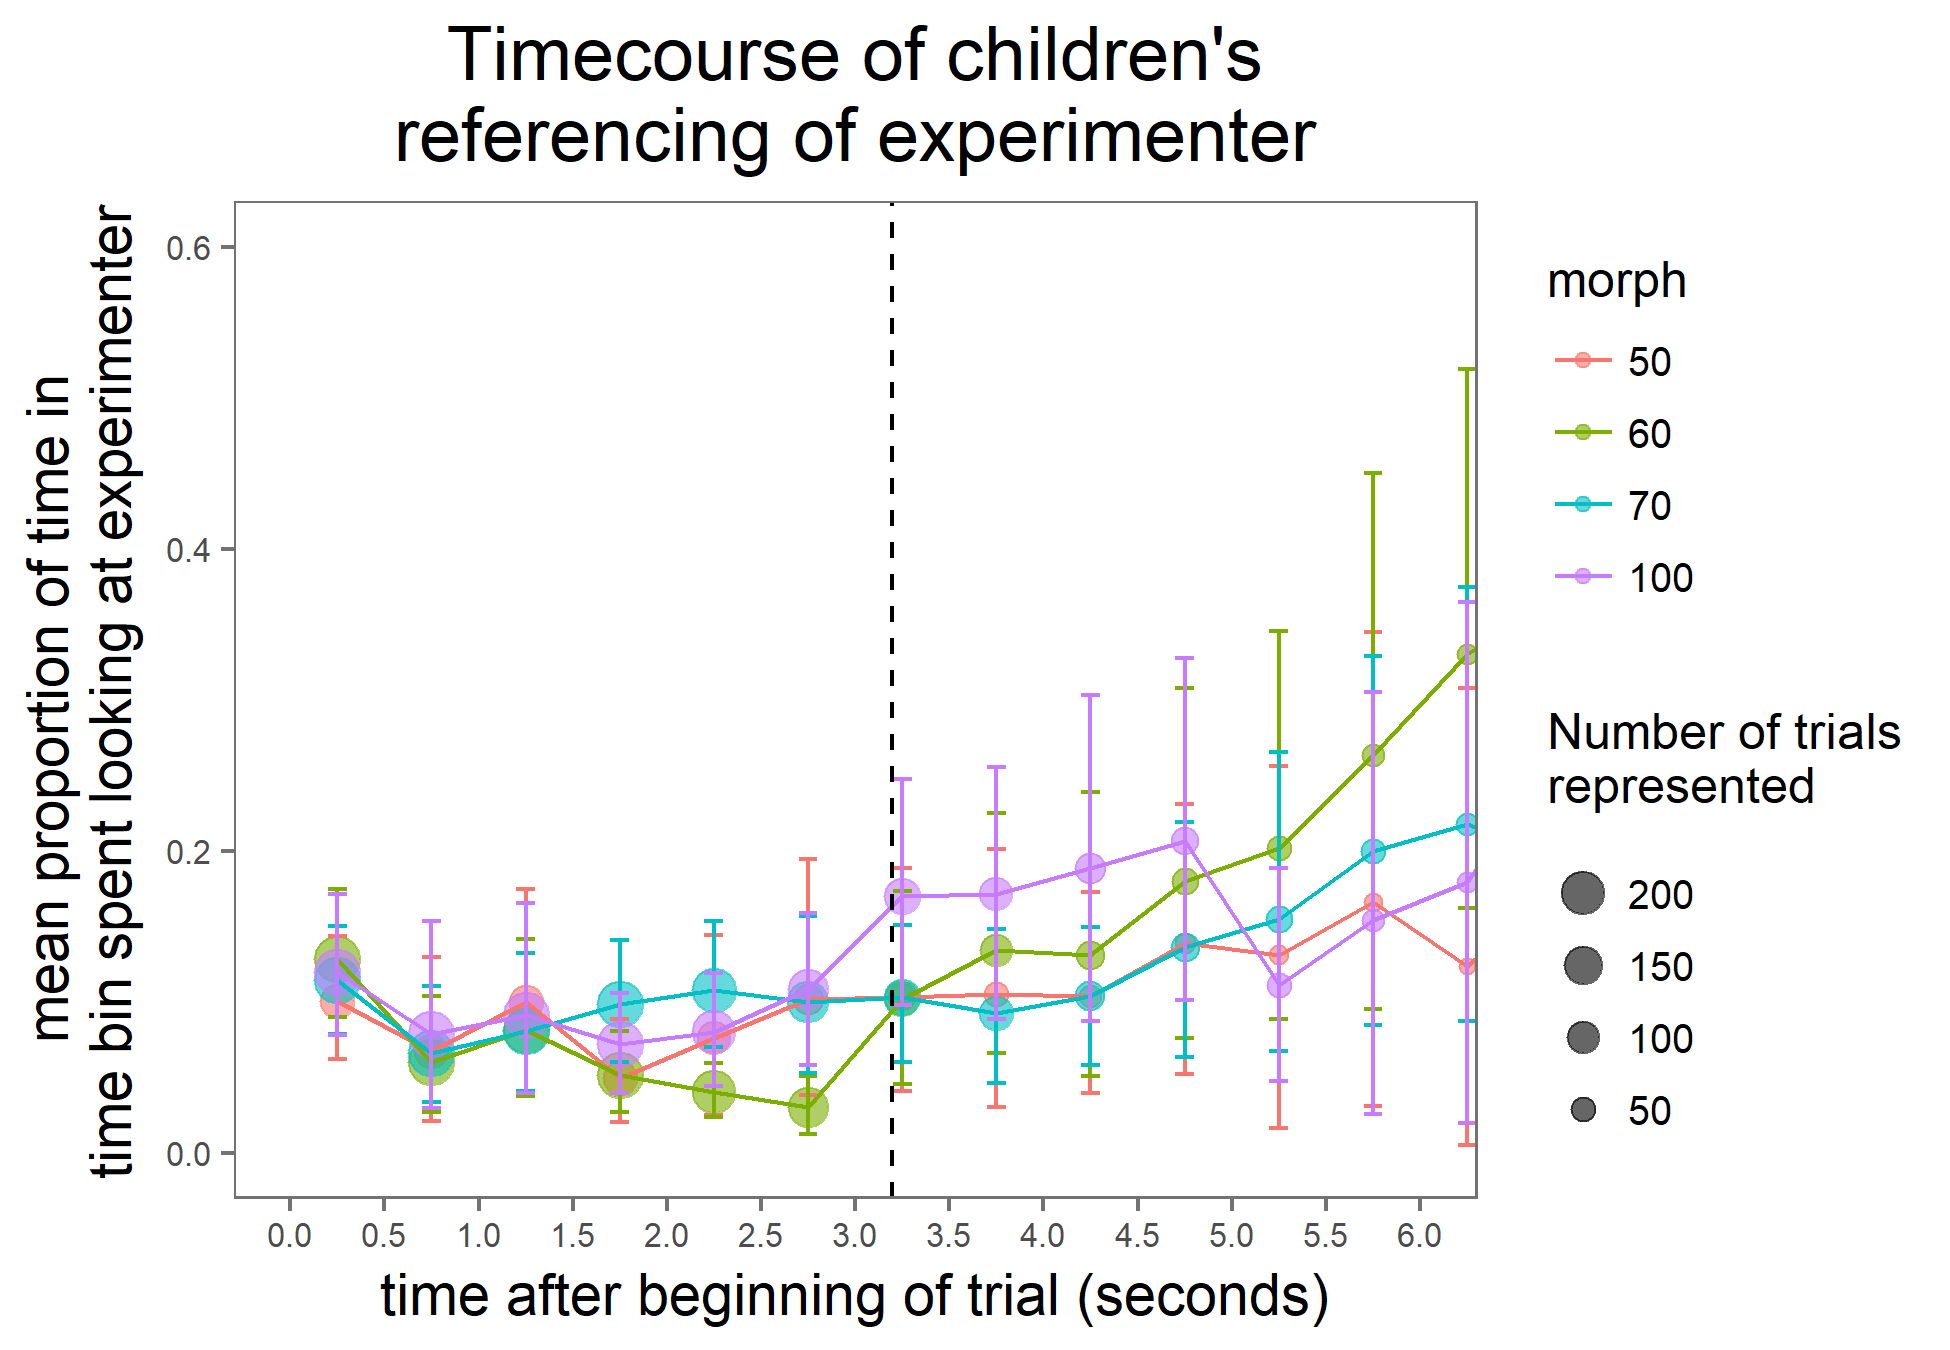 Timecourse of children's
referencing of experimenter
mean proportion of time in
time bin spent looking at experimenter
0.6
0.4
0.2
0.0
0.0 0.5 1.0 1.5 2.0 2.5 3.0 3.5 4.0 4.5 5.0 5.5 6.0
time after beginning of trial (seconds)
morph
50
60
70
100
Number of trials
represented
200
150
100
50